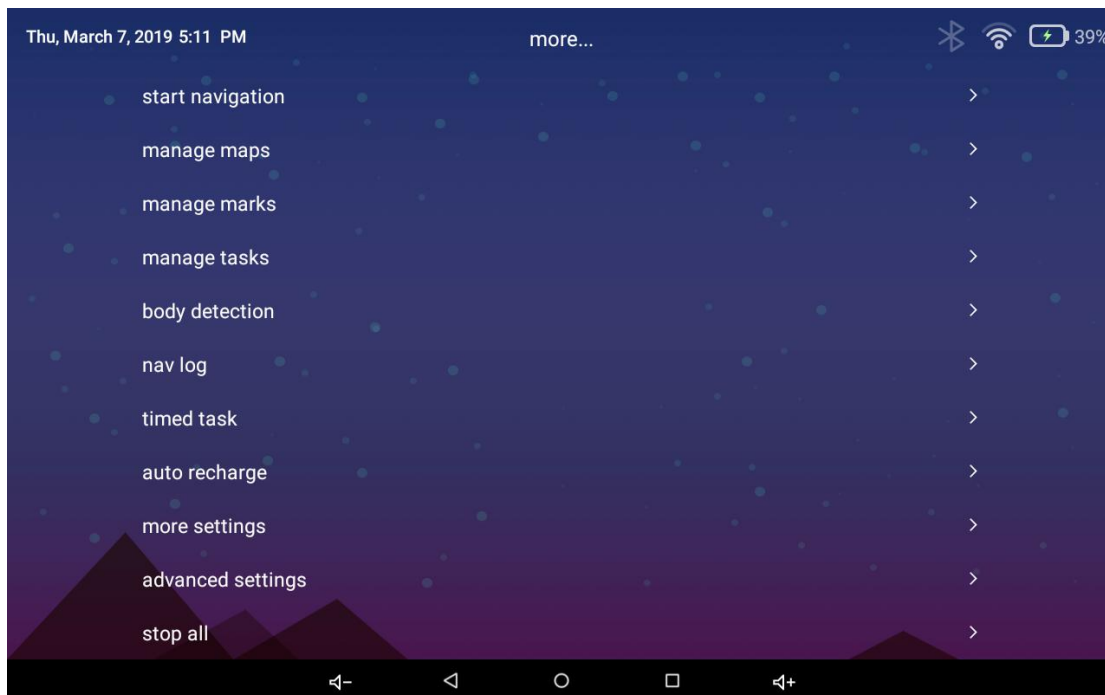 Thu, March 7, 2019 5:11 PM
more...
39%
start navigation
manage maps
manage marks
manage tasks
body detection
nav log
timed task
auto recharge
more settings
advanced settings
stop all